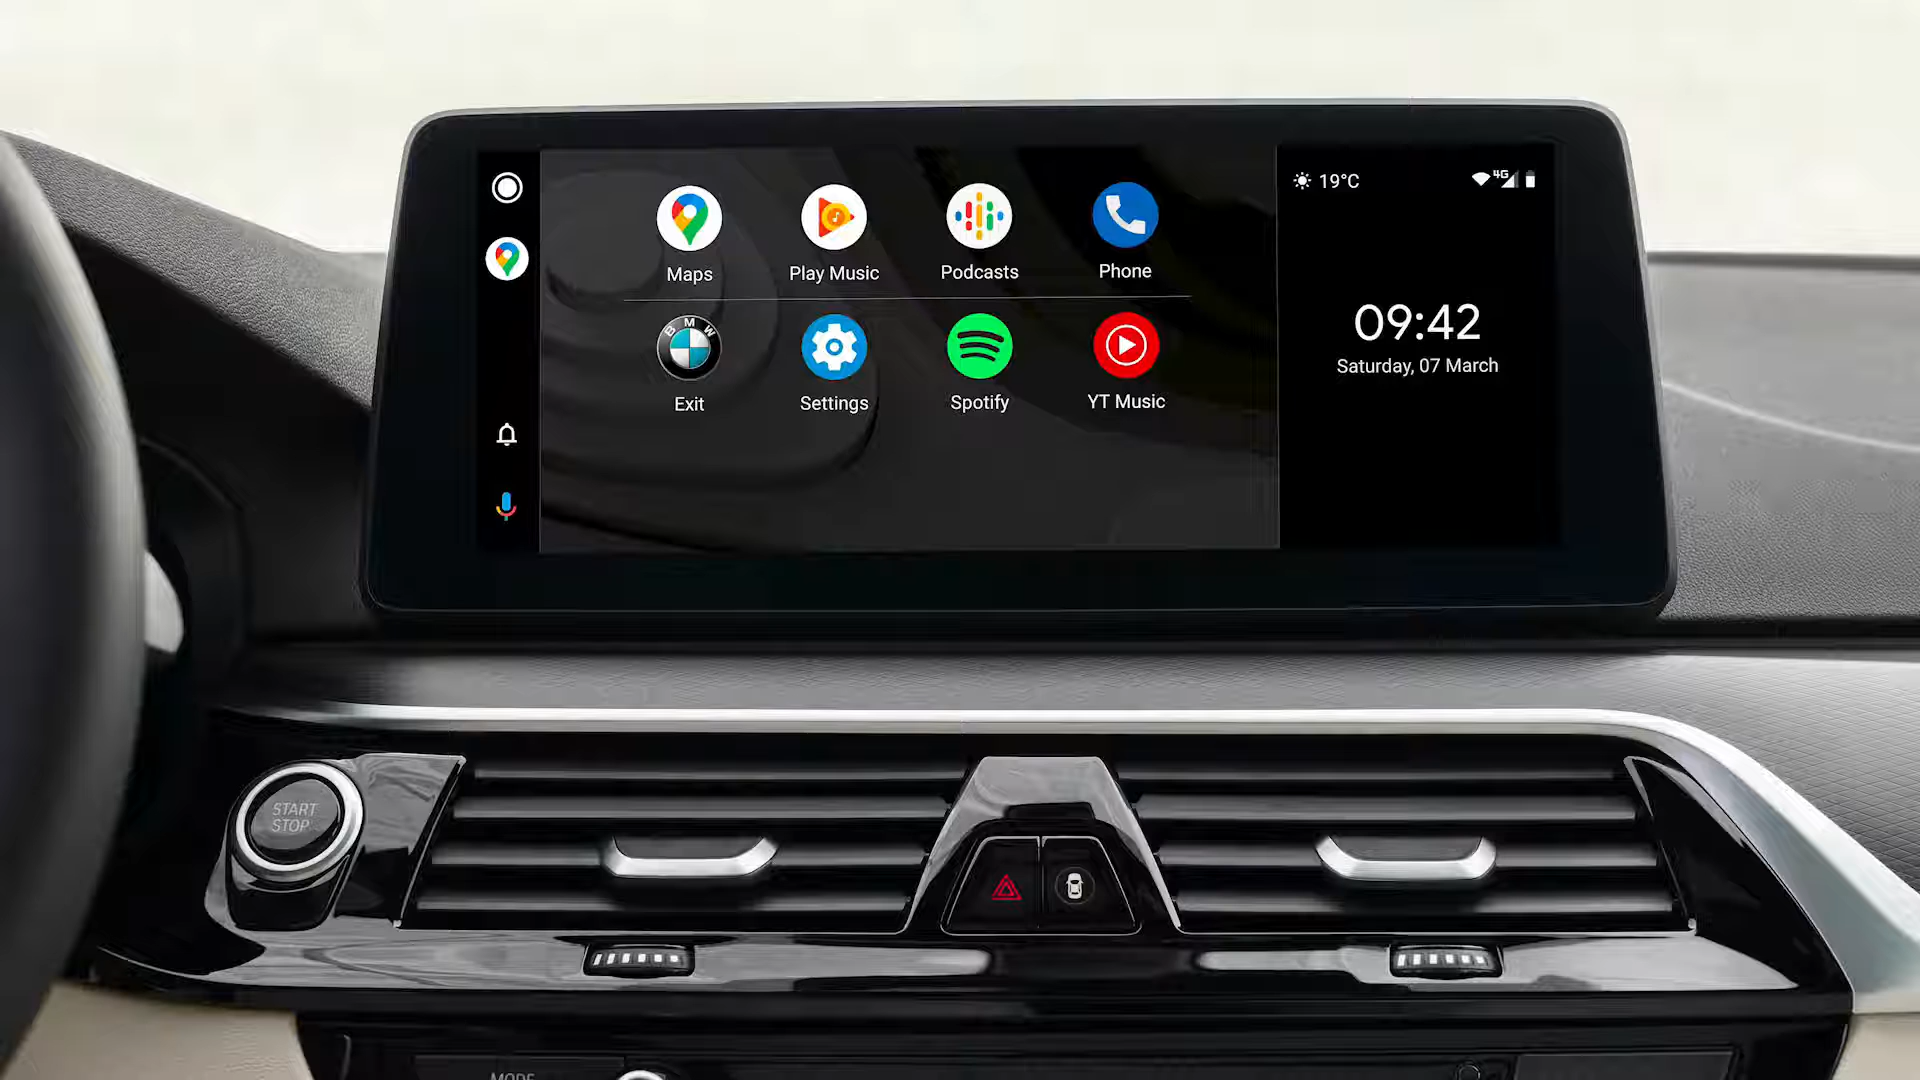 19°C
4G
Maps
Play Music
Podcasts
Phone
09:42
Saturday, 07 March
BMW
Exit
Settings
Spotify
YT Music
START
STOP
MODE